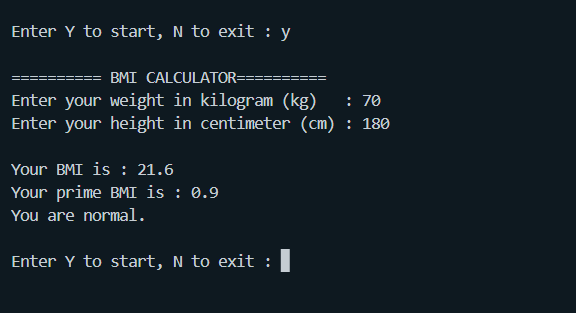 Enter Y to start, N to exit : y
========== BMI CALCULATOR==========
Enter your weight in kilogram (kg)   : 70
Enter your height in centimeter (cm) : 180
Your BMI is : 21.6
Your prime BMI is : 0.9
You are normal.
Enter Y to start, N to exit :